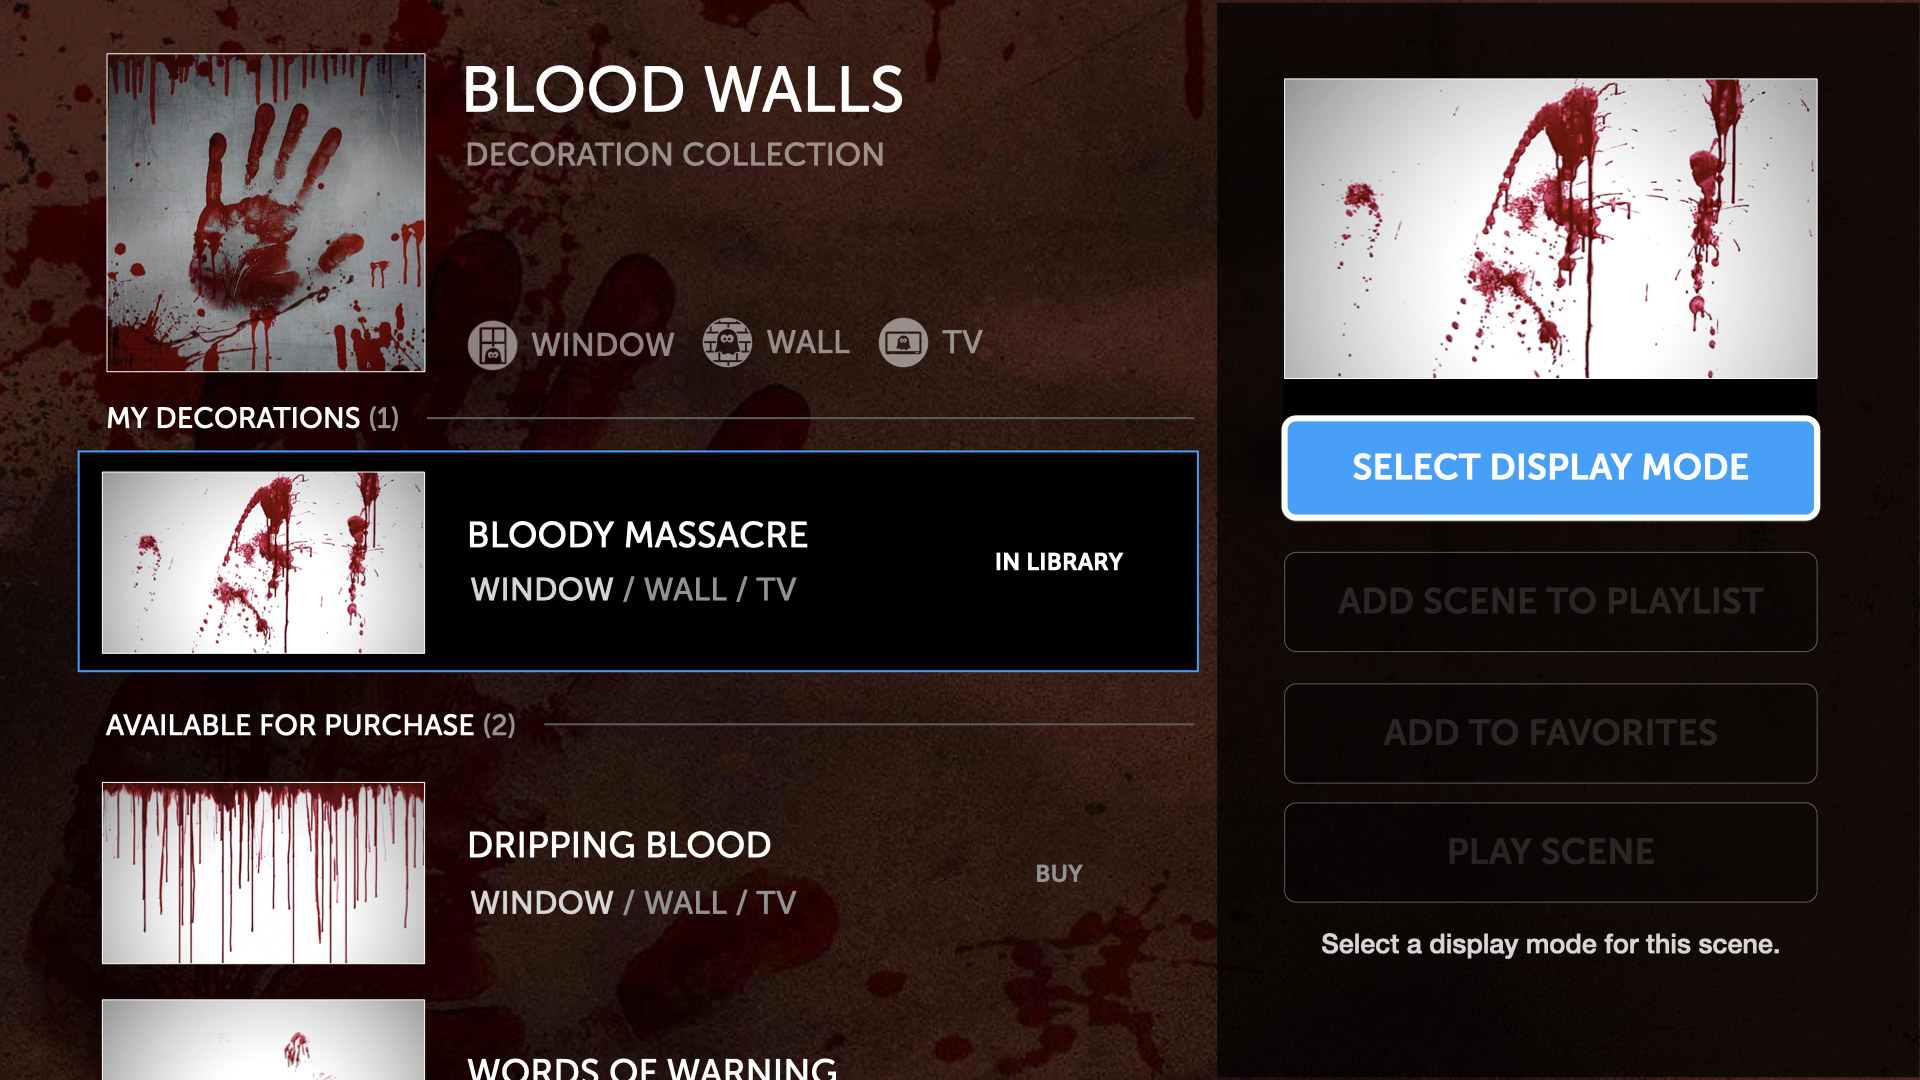 BLOOD WALLS
DECORATION COLLECTION
WINDOW WALL TV
MY DECORATIONS (1)
BLOODY MASSACRE
WINDOW / WALL / TV
IN LIBRARY
AVAILABLE FOR PURCHASE (2)
DRIPPING BLOOD
WINDOW / WALL / TV
BUY
WORDS OF WARNING
SELECT DISPLAY MODE
ADD SCENE TO PLAYLIST
ADD TO FAVORITES
PLAY SCENE
Select a display mode for this scene.